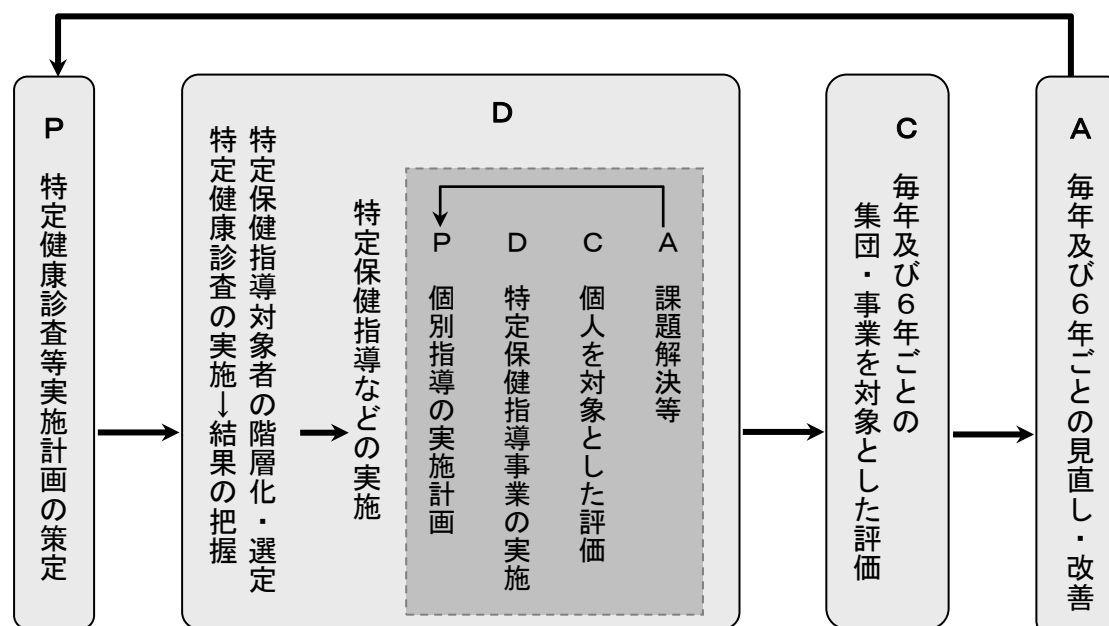 P 特定健康診査等実施計画の策定
D
特定保健指導対象者の階層化・選定
特定健康診査の実施→結果の把握
特定保健指導などの実施
P 個別指導の実施計画
D 特定保健指導事業の実施
C 個人を対象とした評価
A 課題解決等
C 毎年及び6年ごとの
集団・事業を対象とした評価
A 毎年及び6年ごとの見直し・改善